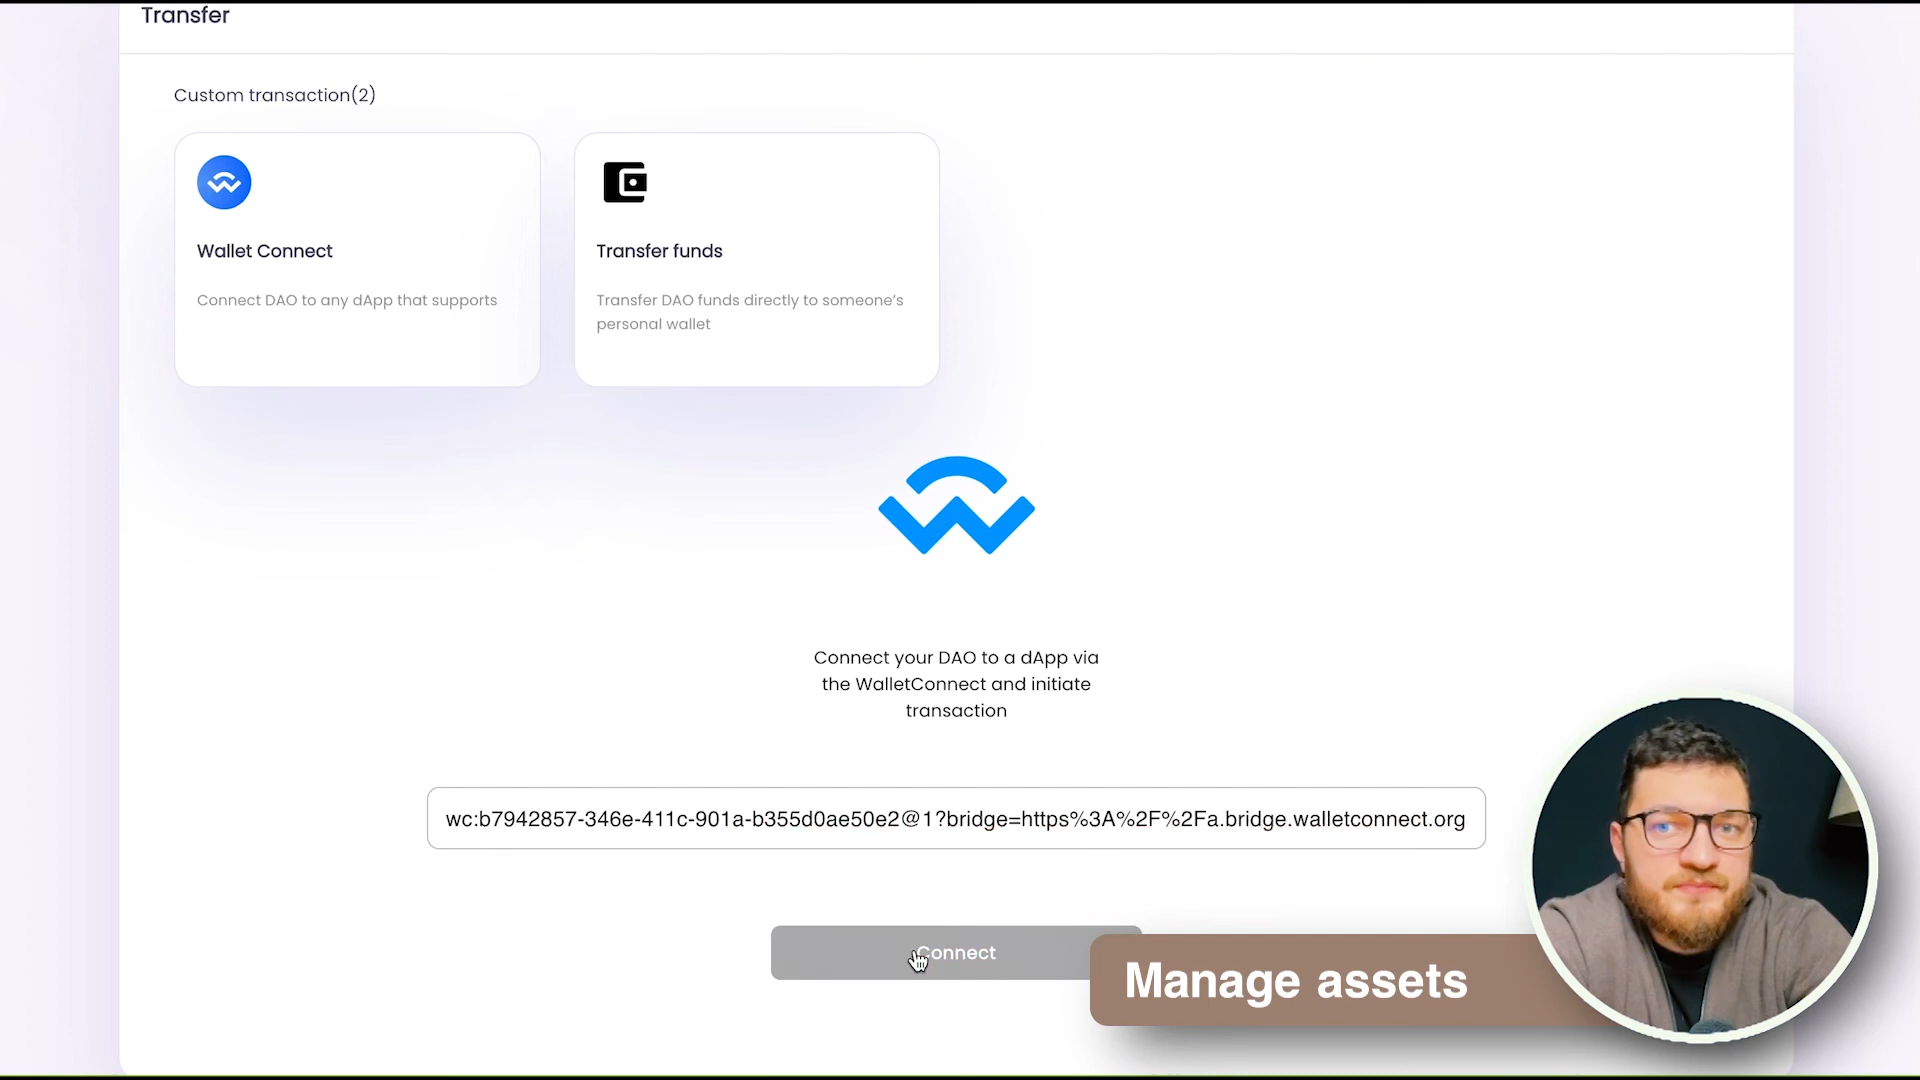 Transfer
Custom transaction(2)
Wallet Connect
Connect DAO to any dApp that supports
Transfer funds
Transfer DAO funds directly to someone’s
personal wallet
Connect your DAO to a dApp via
the WalletConnect and initiate
transaction
wc:b7942857-346e-411c-901a-b355d0ae50e2@1?bridge=https%3A%2F%2Fa.bridge.walletconnect.org
Connect
Manage assets